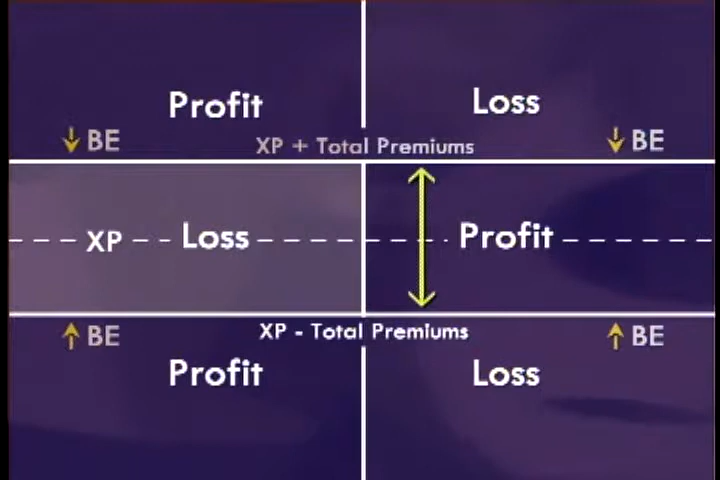 Profit Loss
BE XP + Total Premiums BE
XP Loss Profit
BE XP - Total Premiums BE
Profit Loss